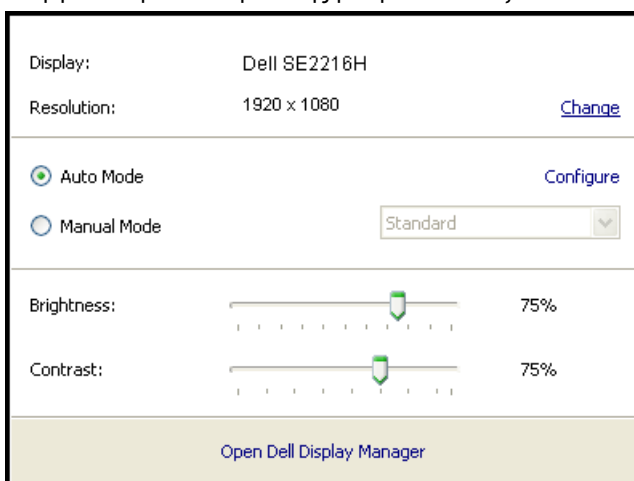 Display: Dell SE2216H
Resolution: 1920 x 1080 Change
Auto Mode Configure
Manual Mode Standard
Brightness: 75%
Contrast: 75%
Open Dell Display Manager